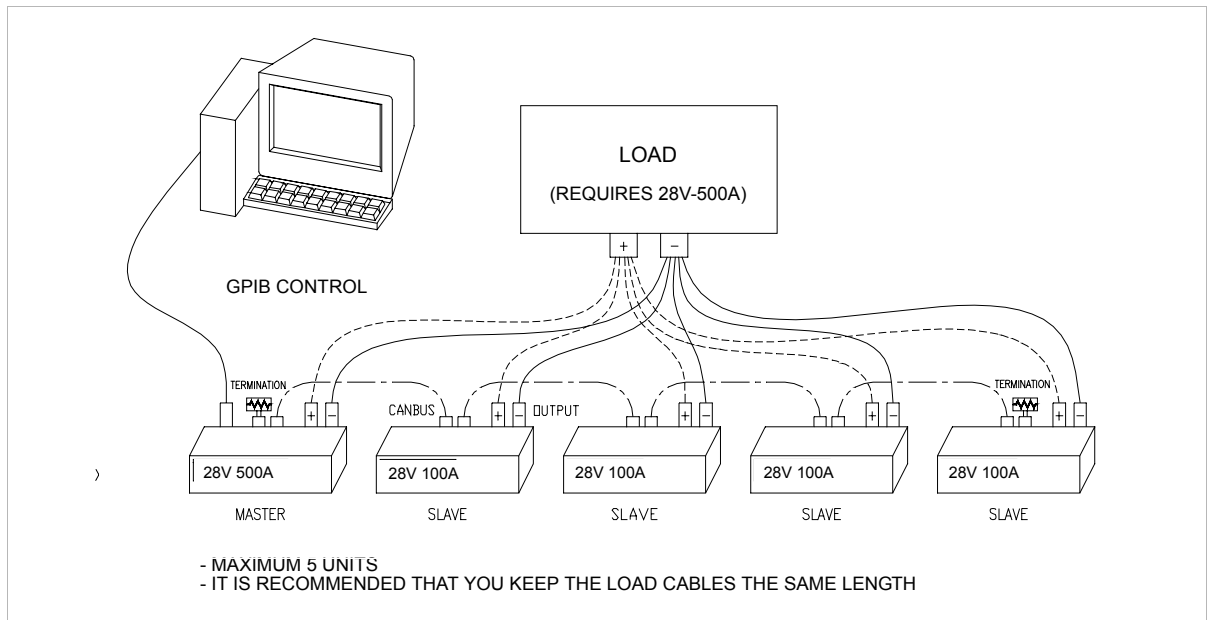 LOAD
(REQUIRES 28V-500A)
+ -
GPIB CONTROL
TERMINATION
TERMINATION
CANBUS
OUTPUT
+ - + - + - + - + -
28V 500A
28V 100A
28V 100A
28V 100A
28V 100A
MASTER
SLAVE
SLAVE
SLAVE
SLAVE
- MAXIMUM 5 UNITS
- IT IS RECOMMENDED THAT YOU KEEP THE LOAD CABLES THE SAME LENGTH